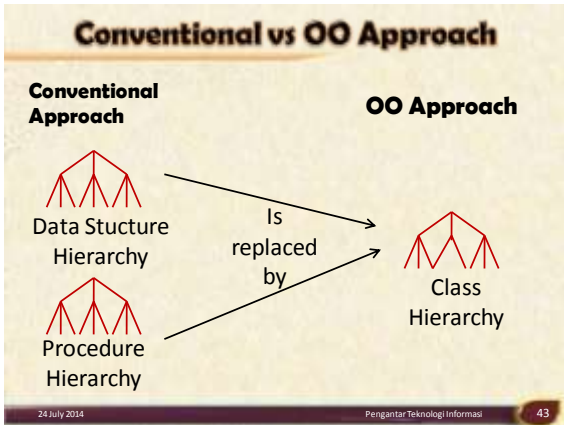 Conventional vs OO Approach
Conventional
Approach
OO Approach
Data Stucture
Hierarchy
Is
replaced
by
Class
Hierarchy
Procedure
Hierarchy
24 July 2014
Pengantar Teknologi Informasi
43